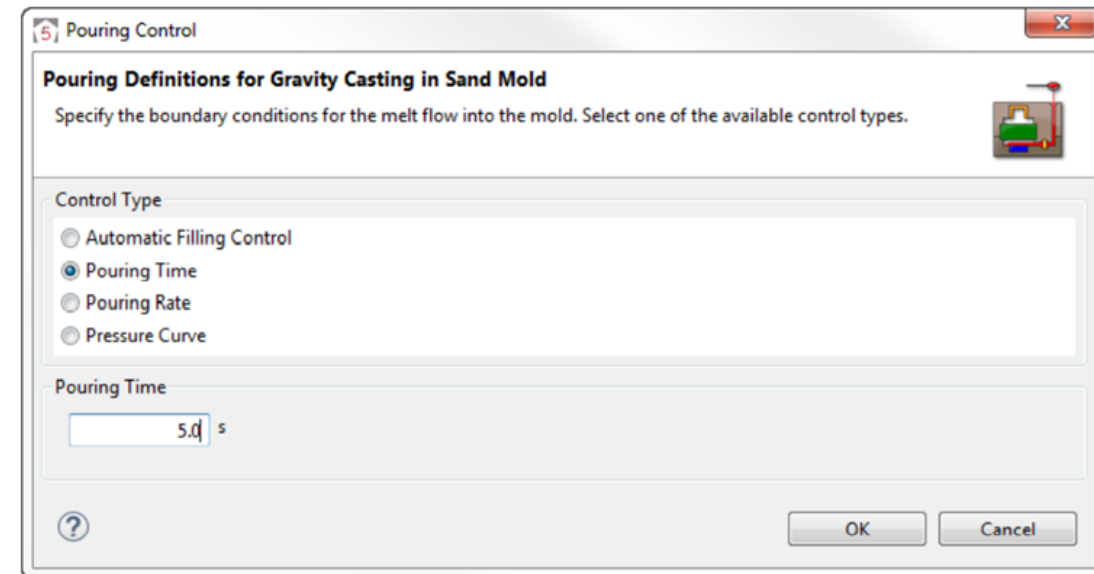 5 Pouring Control
Pouring Definitions for Gravity Casting in Sand Mold
Specify the boundary conditions for the melt flow into the mold. Select one of the available control types.
Control Type
Automatic Filling Control
Pouring Time
Pouring Rate
Pressure Curve
Pouring Time
5.0 s
? OK Cancel